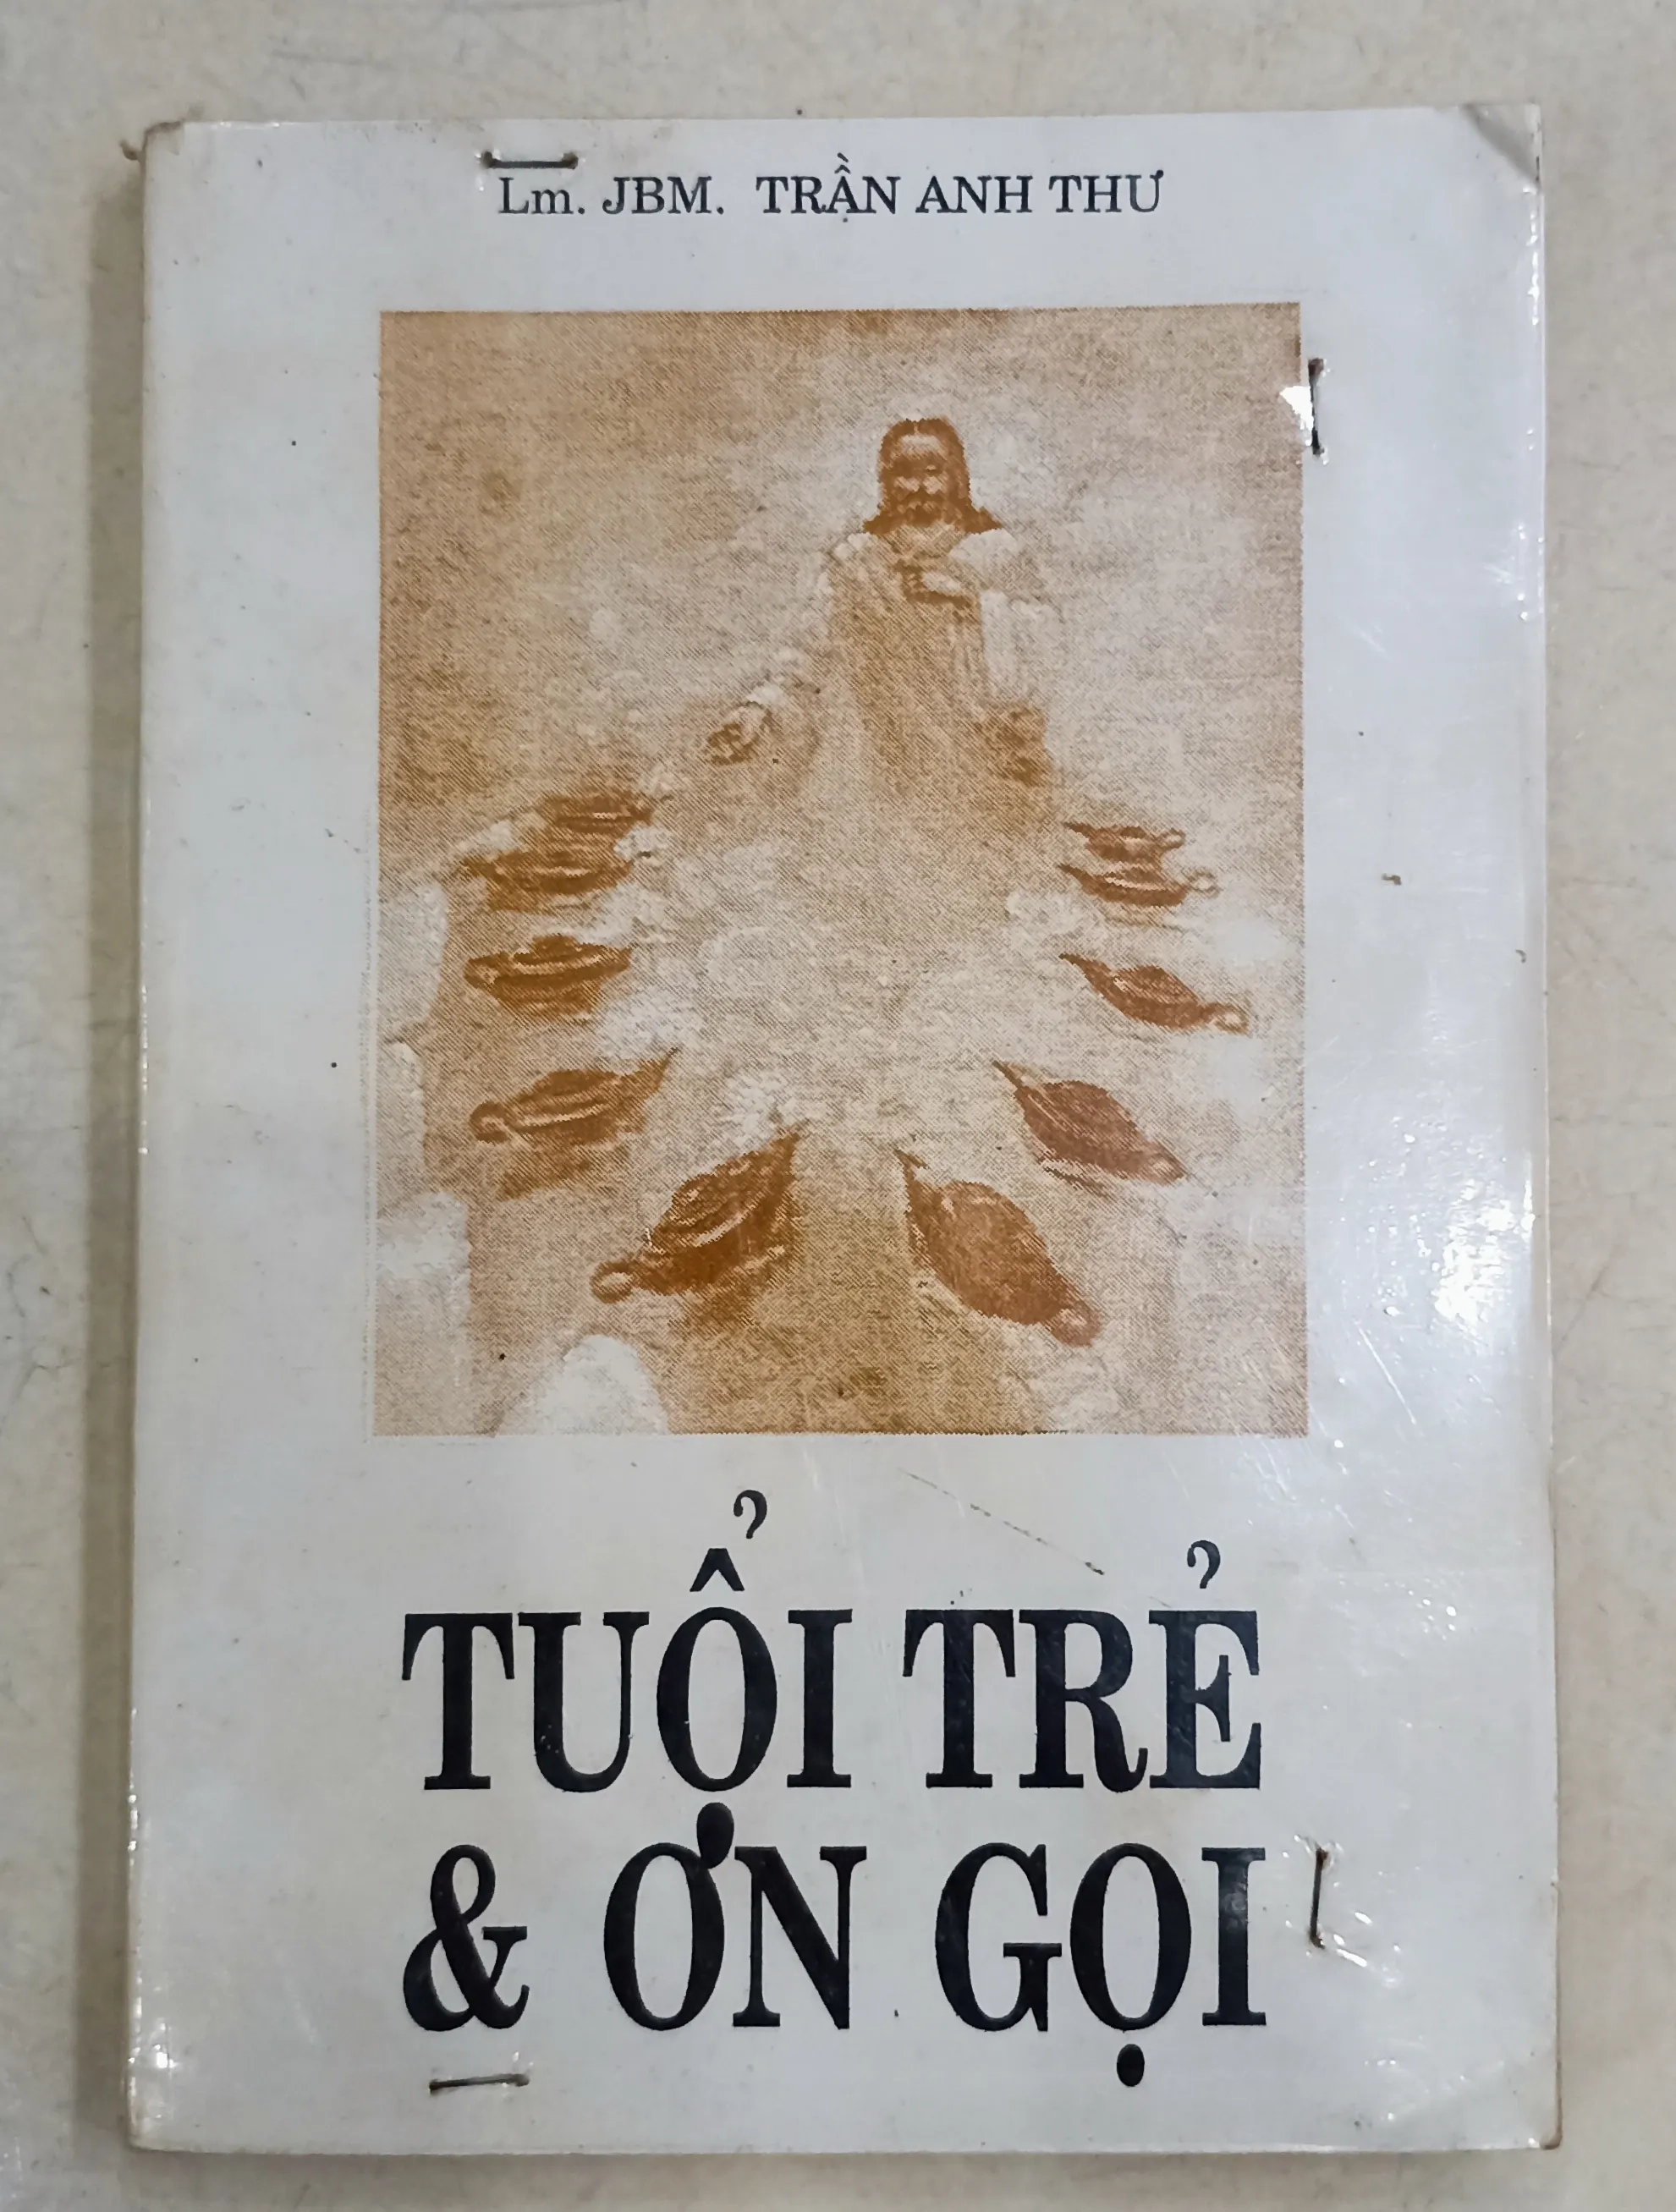 Lm. JBM. TRẦN ANH THƯ
TUỔI TRẺ
& ƠN GỌI